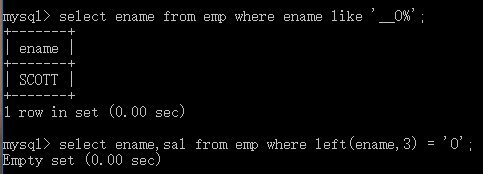 mysql> select ename from emp where ename like '__O%';
+-------+
| ename |
+-------+
| SCOTT |
+-------+
1 row in set (0.00 sec)
mysql> select ename,sal from emp where left(ename,3) = 'O';
Empty set (0.00 sec)